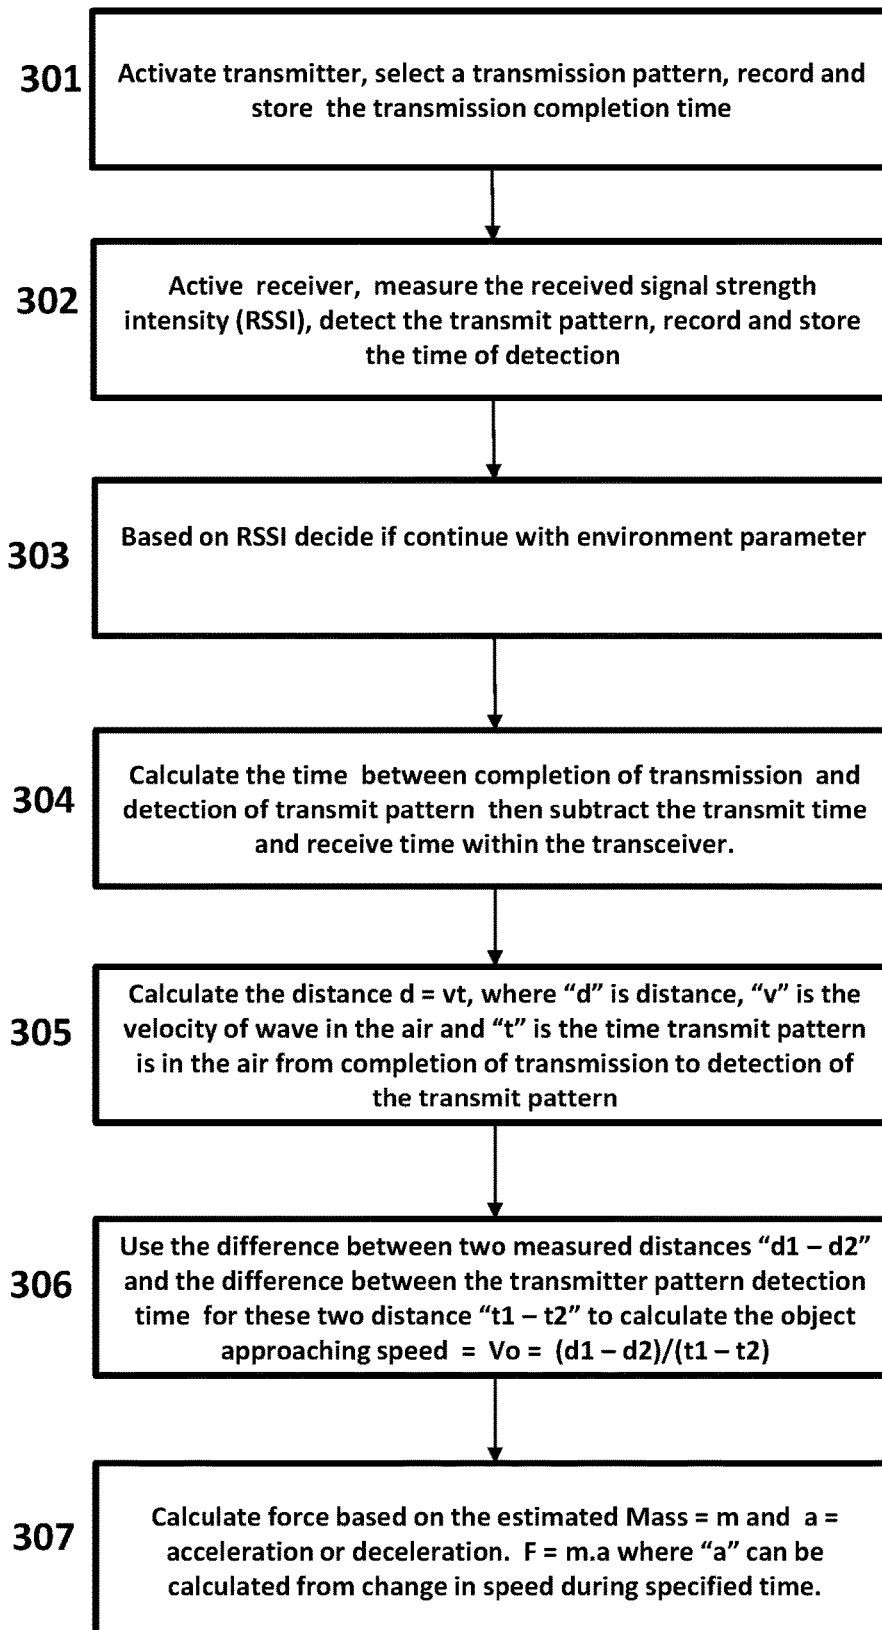 301
Activate transmitter, select a transmission pattern, record and
store the transmission completion time
302
Active receiver, measure the received signal strength
intensity (RSSI), detect the transmit pattern, record and store
the time of detection
303
Based on RSSI decide if continue with environment parameter
304
Calculate the time between completion of transmission and
detection of transmit pattern then subtract the transmit time
and receive time within the transceiver.
305
Calculate the distance d = vt, where “d” is distance, “v” is the
velocity of wave in the air and “t” is the time transmit pattern
is in the air from completion of transmission to detection of
the transmit pattern
306
Use the difference between two measured distances “d1 – d2”
and the difference between the transmitter pattern detection
time for these two distance “t1 – t2” to calculate the object
approaching speed = Vo = (d1 – d2)/(t1 – t2)
307
Calculate force based on the estimated Mass = m and a =
acceleration or deceleration. F = m.a where “a” can be
calculated from change in speed during specified time.